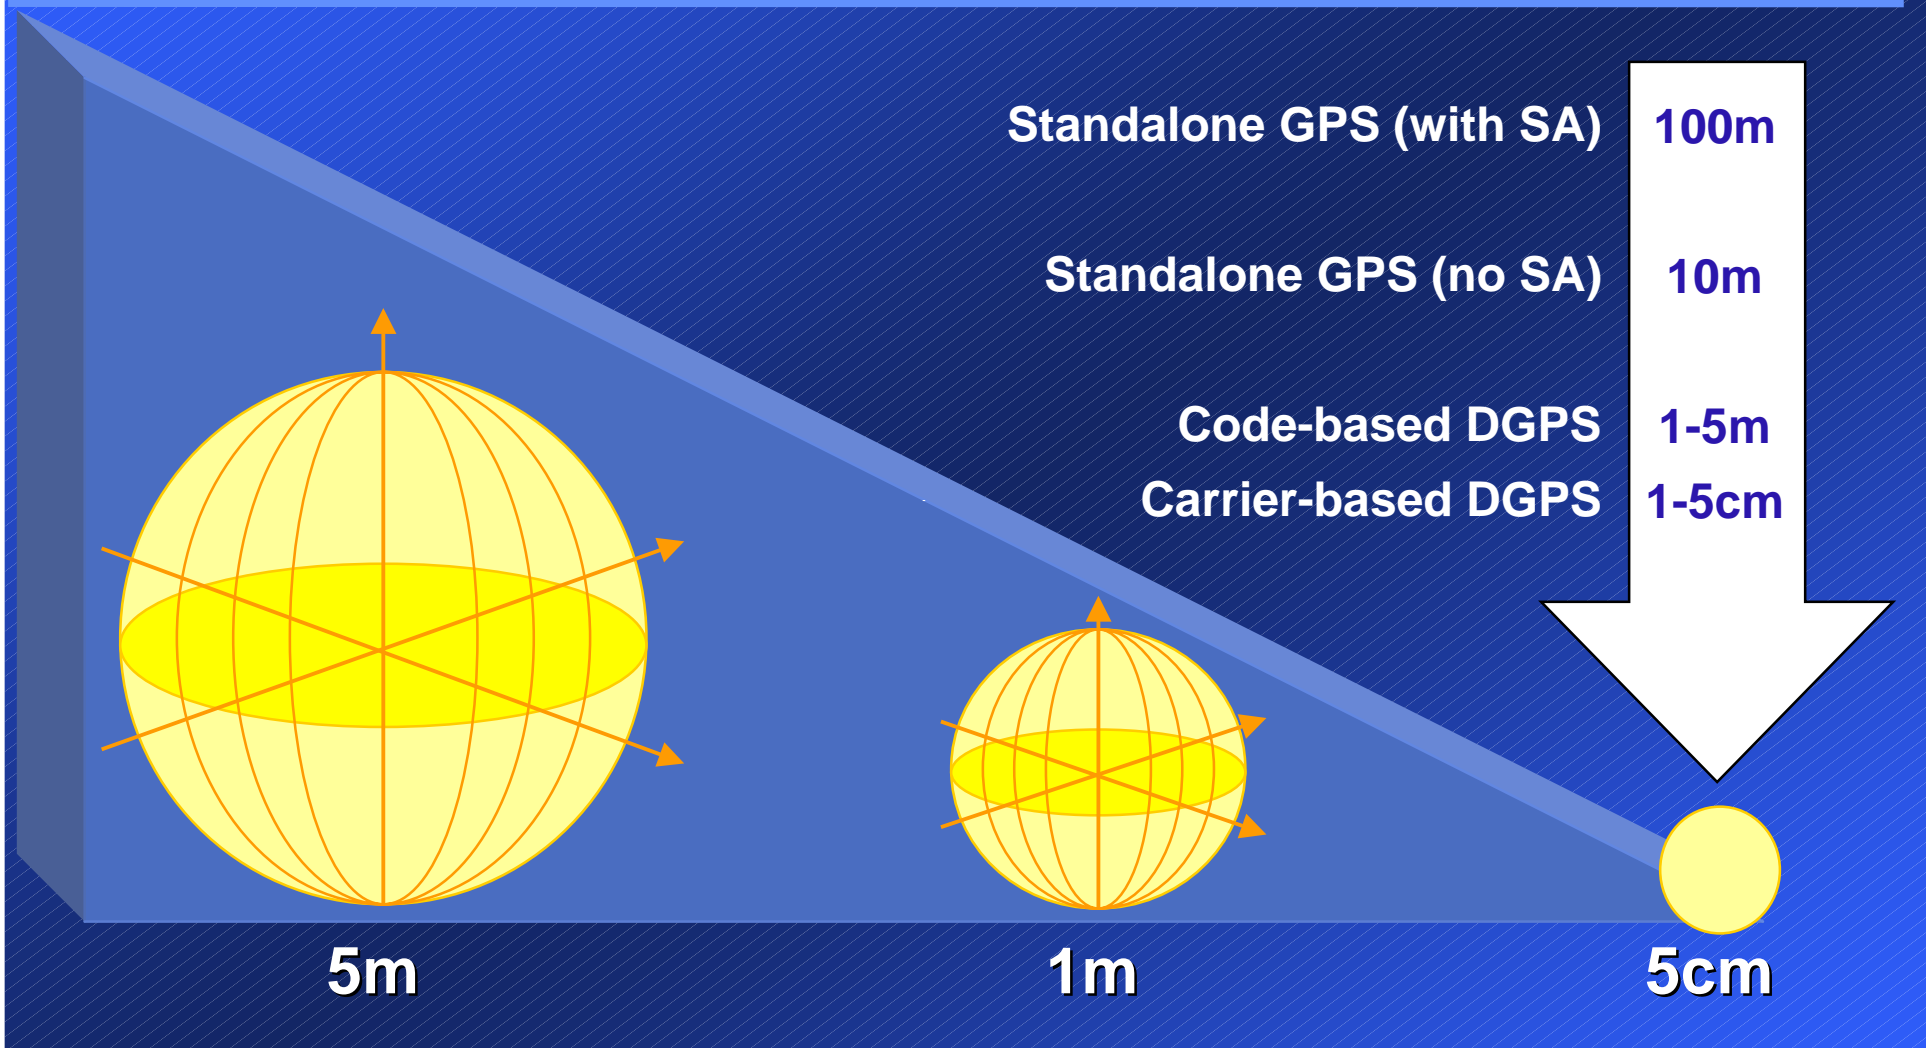 Standalone GPS (with SA) 100m
Standalone GPS (no SA) 10m
Code-based DGPS 1-5m
Carrier-based DGPS 1-5cm
5m 1m 5cm